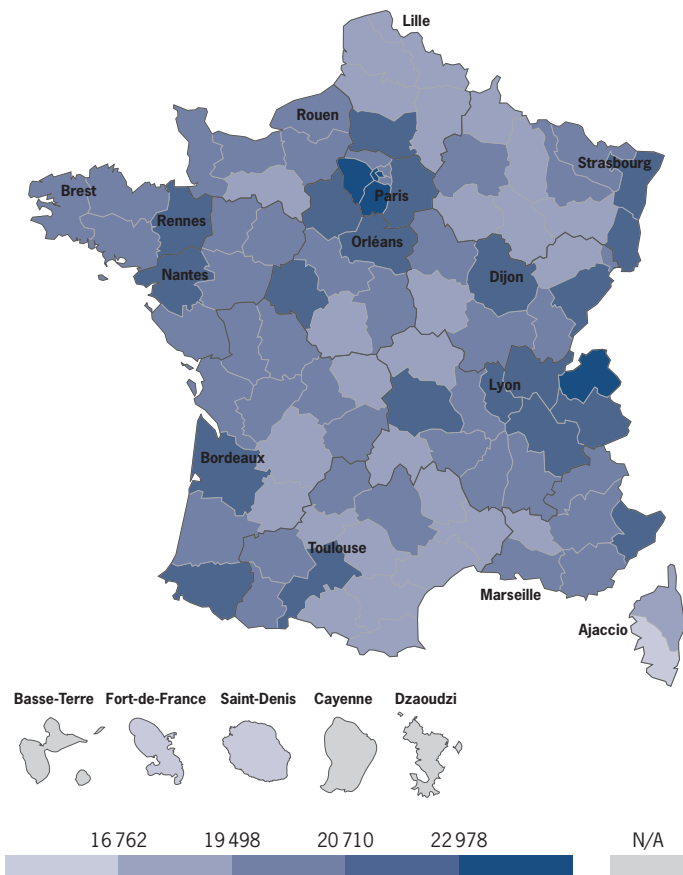 Lille
Rouen
Strasbourg
Brest
Paris
Rennes
Orléans
Nantes
Dijon
Lyon
Bordeaux
Toulouse
Marseille
Ajaccio
Basse-Terre Fort-de-France Saint-Denis Cayenne Dzaoudzi
16 762 19 498 20 710 22 978 N/A